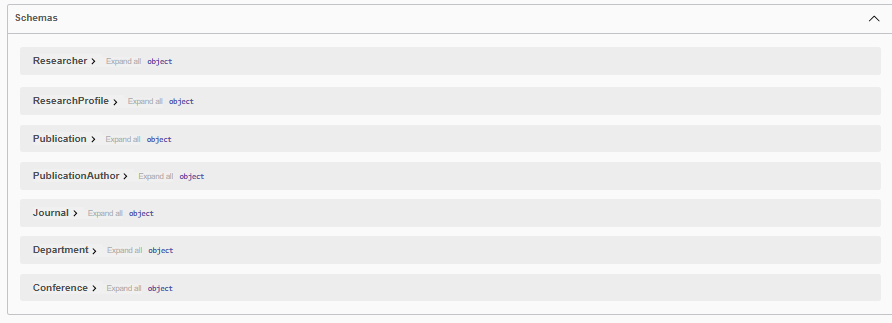 Schemas
Researcher Expand all object
ResearchProfile Expand all object
Publication Expand all object
PublicationAuthor Expand all object
Journal Expand all object
Department Expand all object
Conference Expand all object